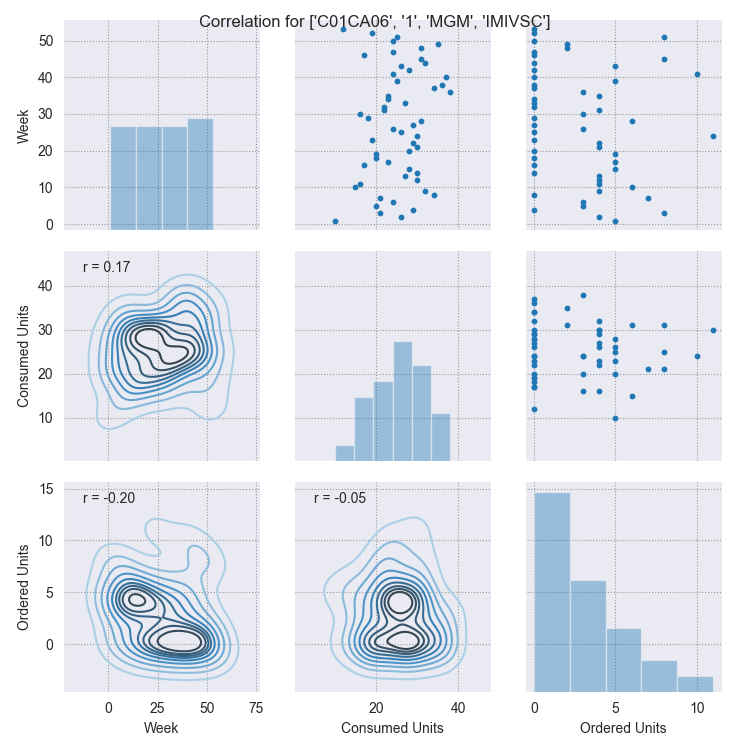 Correlation for ['C01CA06', '1', 'MGM', 'IMIVSC']
50
40
30
20
10
0
Week
r = 0.17
40
30
20
10
Consumed Units
r = -0.20
r = -0.05
15
10
5
0
Ordered Units
0 25 50 75
20 40
0 5 10
Week
Consumed Units
Ordered Units